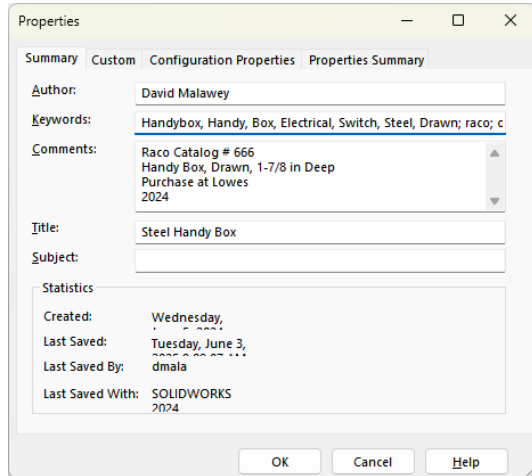 Properties
Summary Custom Configuration Properties Properties Summary
Author: David Malawey
Keywords: Handybox, Handy, Box, Electrical, Switch, Steel, Drawn; raco; c
Comments: Raco Catalog # 666
Handy Box, Drawn, 1-7/8 in Deep
Purchase at Lowes
2024
Title: Steel Handy Box
Subject:
Statistics
Created: Wednesday,
Last Saved: Tuesday, June 3,
Last Saved By: dmala
Last Saved With: SOLIDWORKS
2024
OK Cancel Help